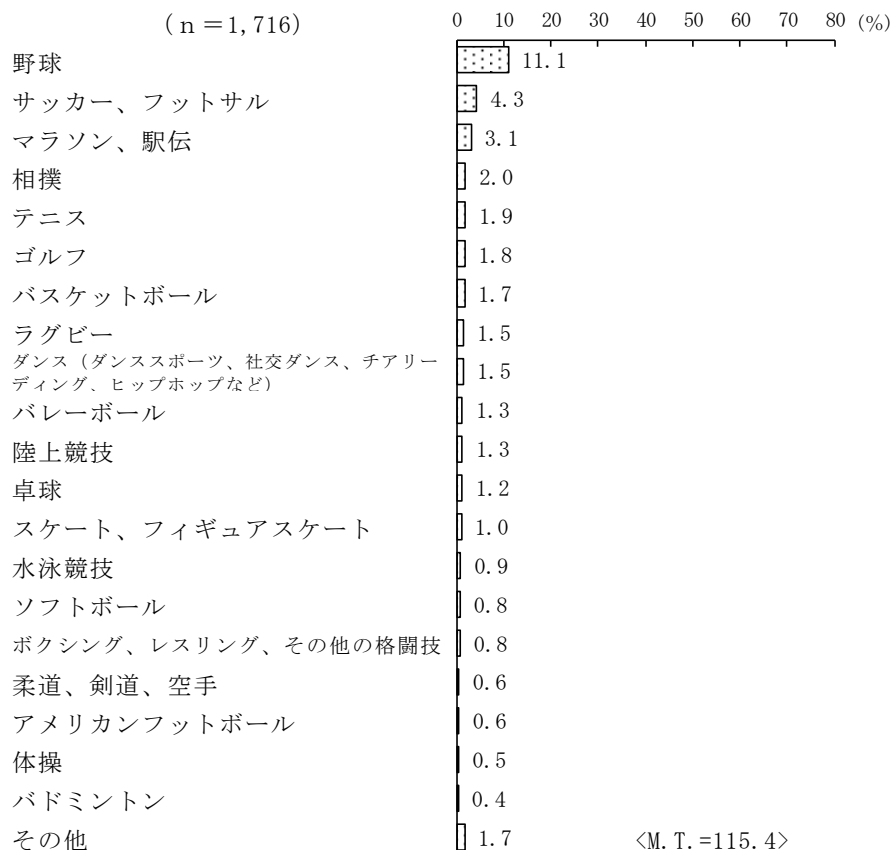 (ｎ＝1,716)
0 10 20 30 40 50 60 70 80 (%)
野球 11.1
サッカー、フットサル 4.3
マラソン、駅伝 3.1
相撲 2.0
テニス 1.9
ゴルフ 1.8
バスケットボール 1.7
ラグビー 1.5
ダンス（ダンススポーツ、社交ダンス、チアリー
ディング、ヒップホップなど） 1.5
バレーボール 1.3
陸上競技 1.3
卓球 1.2
スケート、フィギュアスケート 1.0
水泳競技 0.9
ソフトボール 0.8
ボクシング、レスリング、その他の格闘技 0.8
柔道、剣道、空手 0.6
アメリカンフットボール 0.6
体操 0.5
バドミントン 0.4
その他 1.7 <M.T.=115.4>